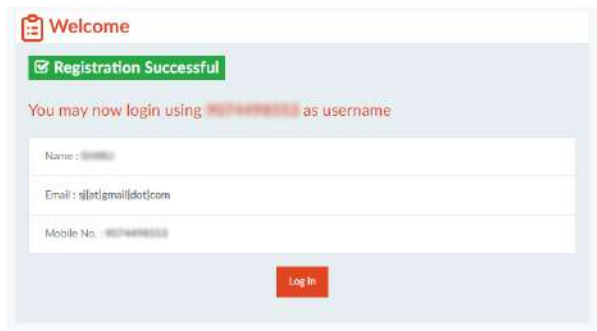 Welcome
Registration Successful
You may now login using as username
Name :
Email : sj[at]gmail[dot]com
Mobile No. :
Log In